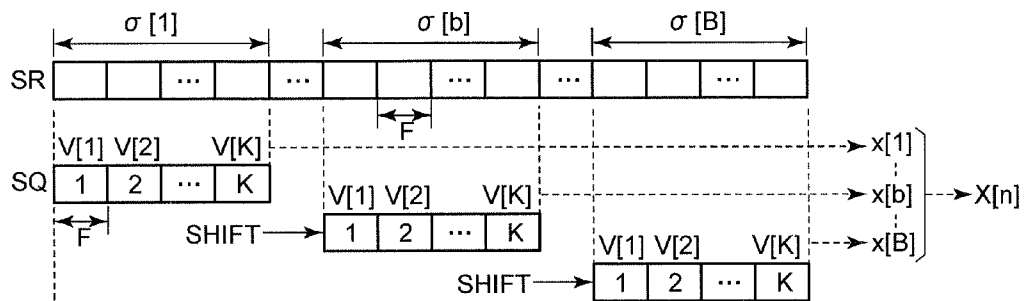 σ [1] σ [b] σ [B]
SR ... ... ... ... ...
F
V[1] V[2] V[K] x[1]
SQ 1 2 ... K
V[1] V[2] V[K] x[b] X[n]
F SHIFT 1 2 ... K
V[1] V[2] V[K] x[B]
SHIFT 1 2 ... K